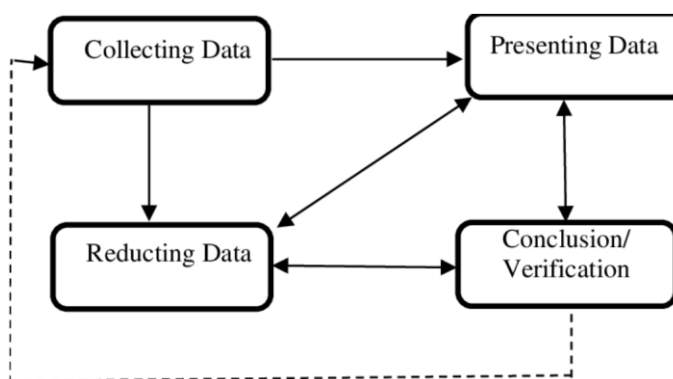 Collecting Data
Presenting Data
Reducting Data
Conclusion/
Verification